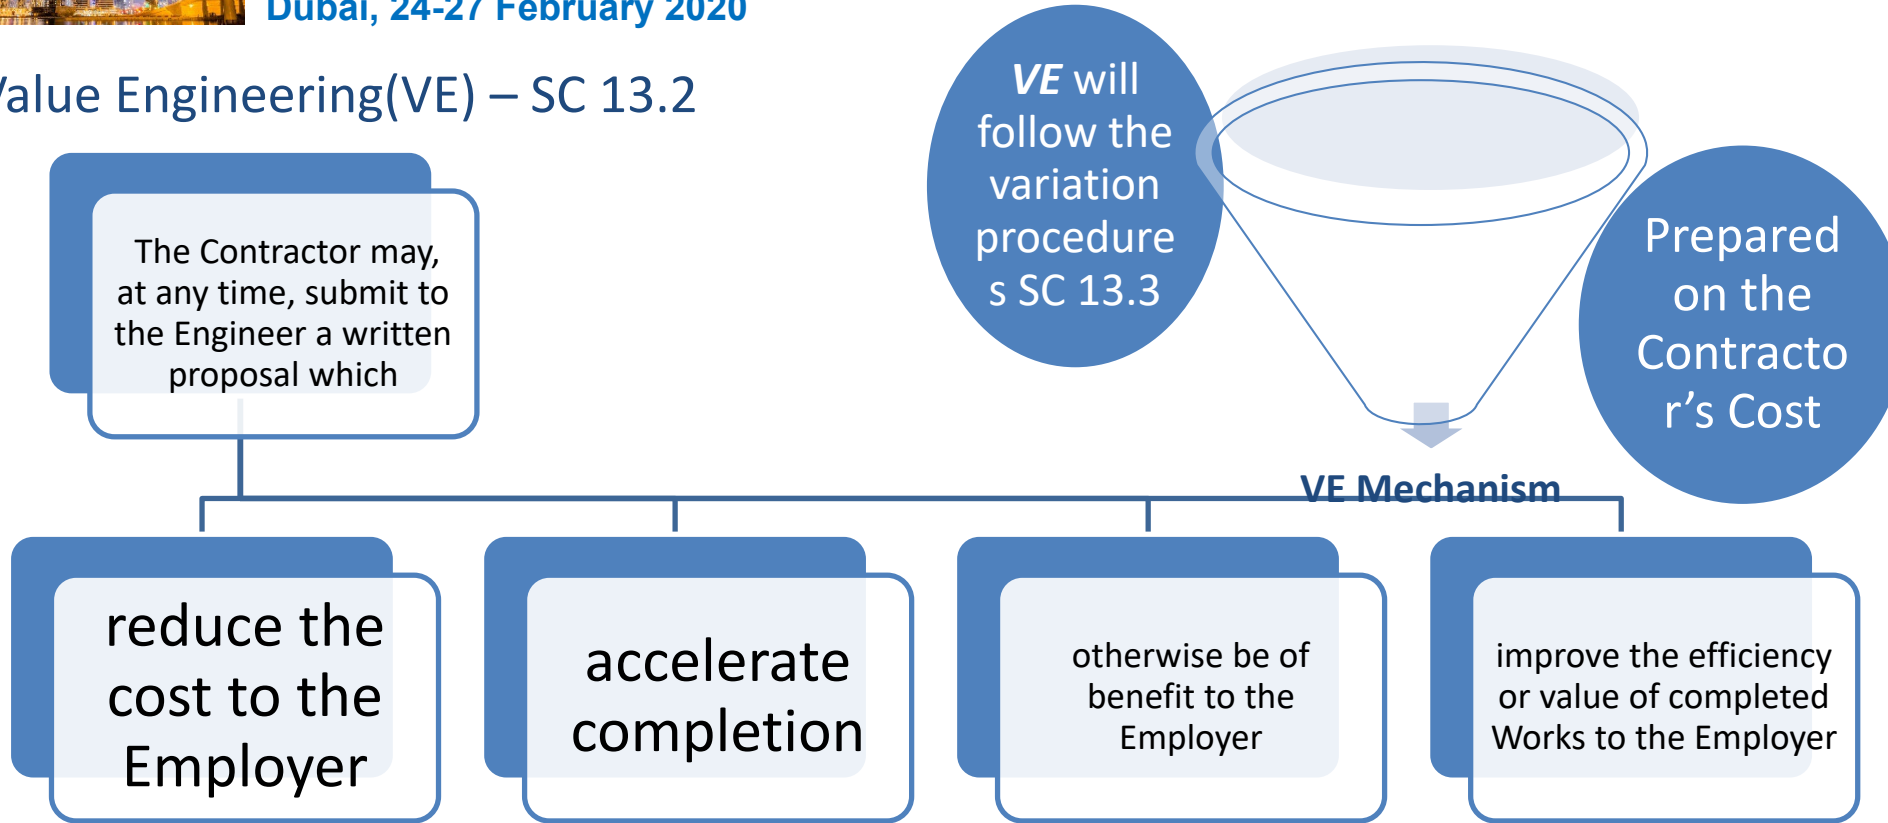 Dubai, 24-27 February 2020
Value Engineering(VE) – SC 13.2
VE will
follow the
variation
procedure
s SC 13.3
Prepared
on the
Contracto
r’s Cost
VE Mechanism
The Contractor may,
at any time, submit to
the Engineer a written
proposal which
reduce the
cost to the
Employer
accelerate
completion
otherwise be of
benefit to the
Employer
improve the efficiency
or value of completed
Works to the Employer